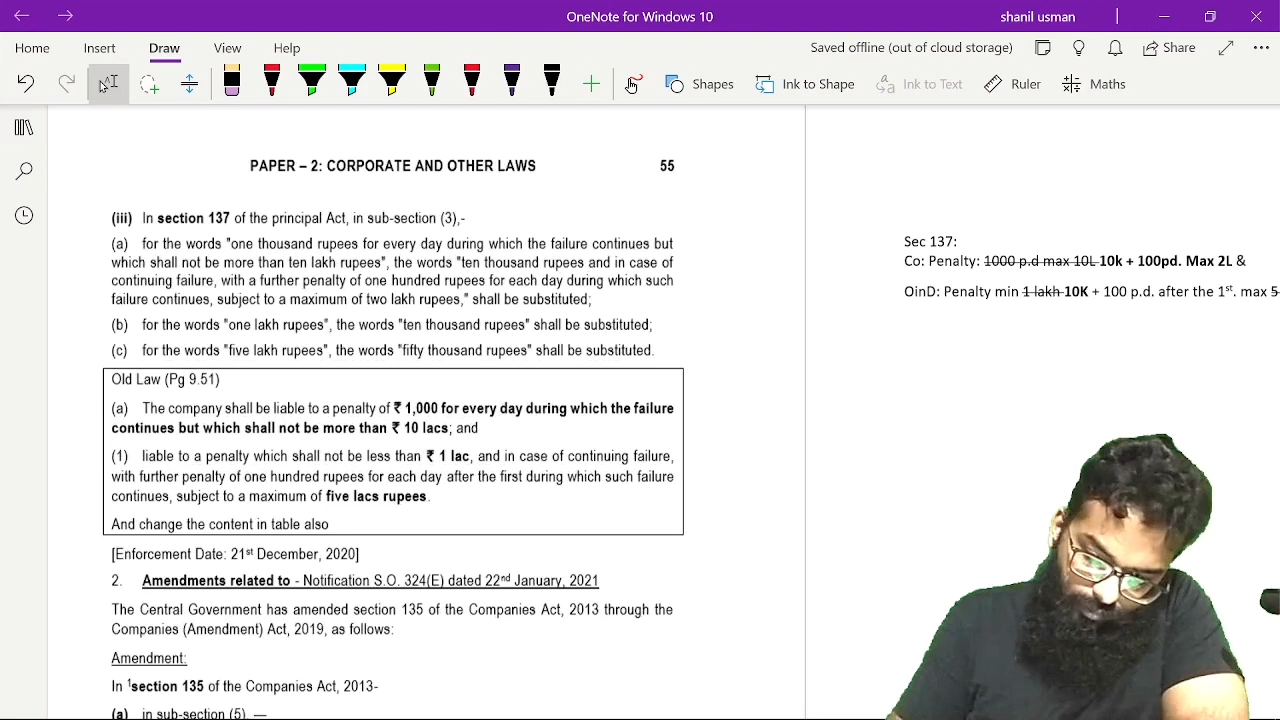 OneNote for Windows 10
shanil usman
Home
Insert
Draw
View
Help
Saved offline (out of cloud storage)
Share
Shapes
Ink to Shape
Ink to Text
Ruler
Maths
PAPER – 2: CORPORATE AND OTHER LAWS 55
(iii) In section 137 of the principal Act, in sub-section (3),-
(a) for the words "one thousand rupees for every day during which the failure continues but
which shall not be more than ten lakh rupees", the words "ten thousand rupees and in case of
continuing failure, with a further penalty of one hundred rupees for each day during which such
failure continues, subject to a maximum of two lakh rupees," shall be substituted;
(b) for the words "one lakh rupees", the words "ten thousand rupees" shall be substituted;
(c) for the words "five lakh rupees", the words "fifty thousand rupees" shall be substituted.
Old Law (Pg 9.51)
(a) The company shall be liable to a penalty of ₹ 1,000 for every day during which the failure
continues but which shall not be more than ₹ 10 lacs; and
(1) liable to a penalty which shall not be less than ₹ 1 lac, and in case of continuing failure,
with further penalty of one hundred rupees for each day after the first during which such failure
continues, subject to a maximum of five lacs rupees.
And change the content in table also
[Enforcement Date: 21st December, 2020]
2. Amendments related to - Notification S.O. 324(E) dated 22nd January, 2021
The Central Government has amended section 135 of the Companies Act, 2013 through the
Companies (Amendment) Act, 2019, as follows:
Amendment:
In 1section 135 of the Companies Act, 2013-
(a) in sub-section (5), —
Sec 137:
Co: Penalty: 1000 p.d max 10L 10k + 100pd. Max 2L &
OinD: Penalty min 1 lakh 10K + 100 p.d. after the 1st. max 5